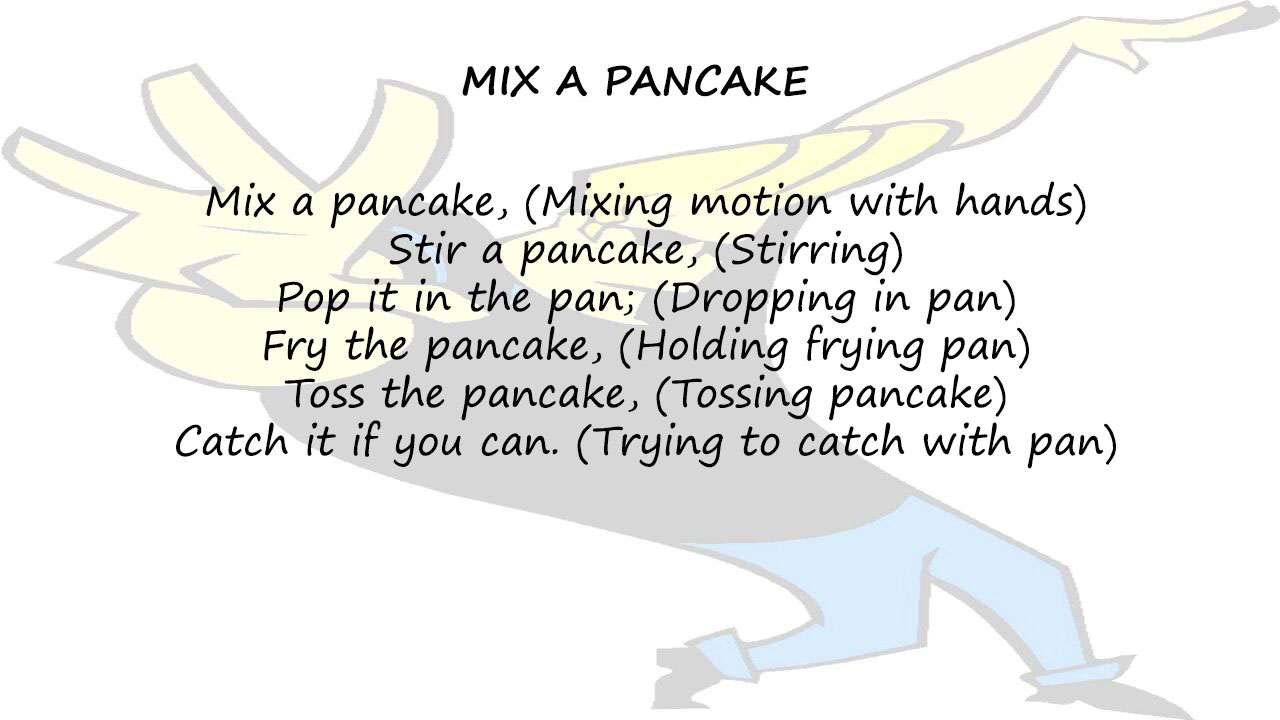 MIX A PANCAKE
Mix a pancake, (Mixing motion with hands)
Stir a pancake, (Stirring)
Pop it in the pan; (Dropping in pan)
Fry the pancake, (Holding frying pan)
Toss the pancake, (Tossing pancake)
Catch it if you can. (Trying to catch with pan)